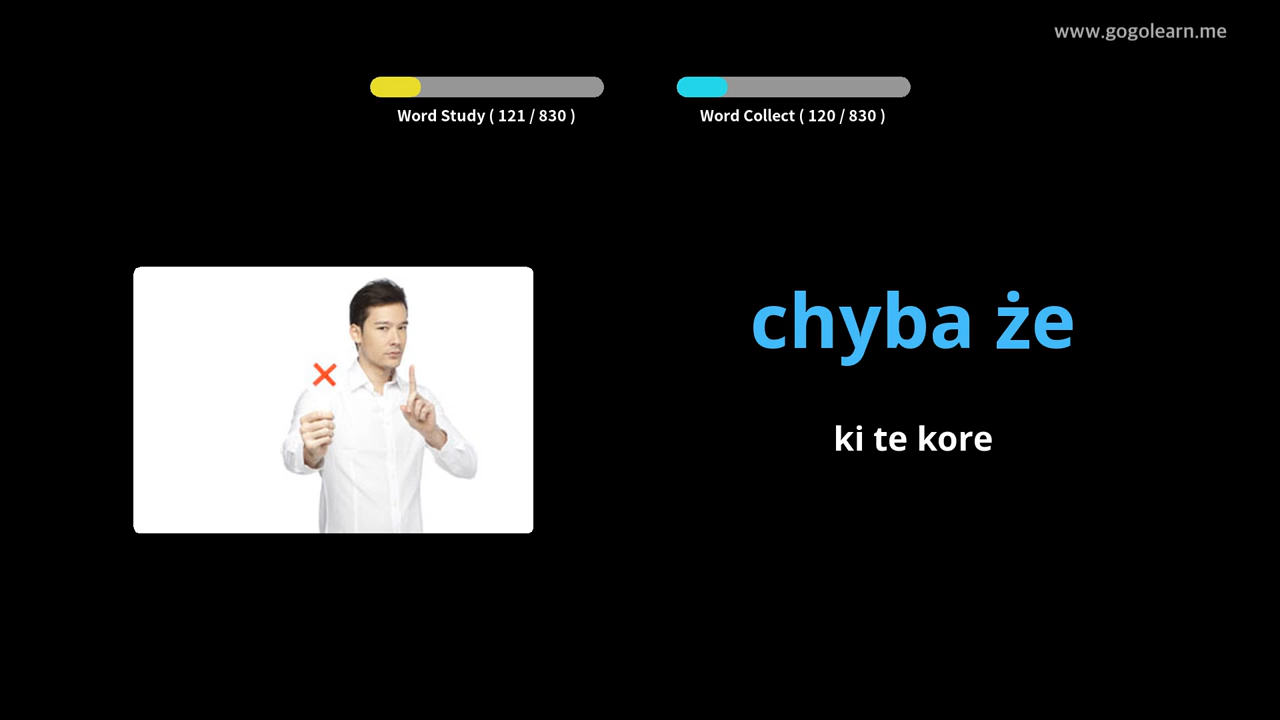 www.gogolearn.me
Word Study ( 121 / 830 )
Word Collect ( 120 / 830 )
chyba że
ki te kore